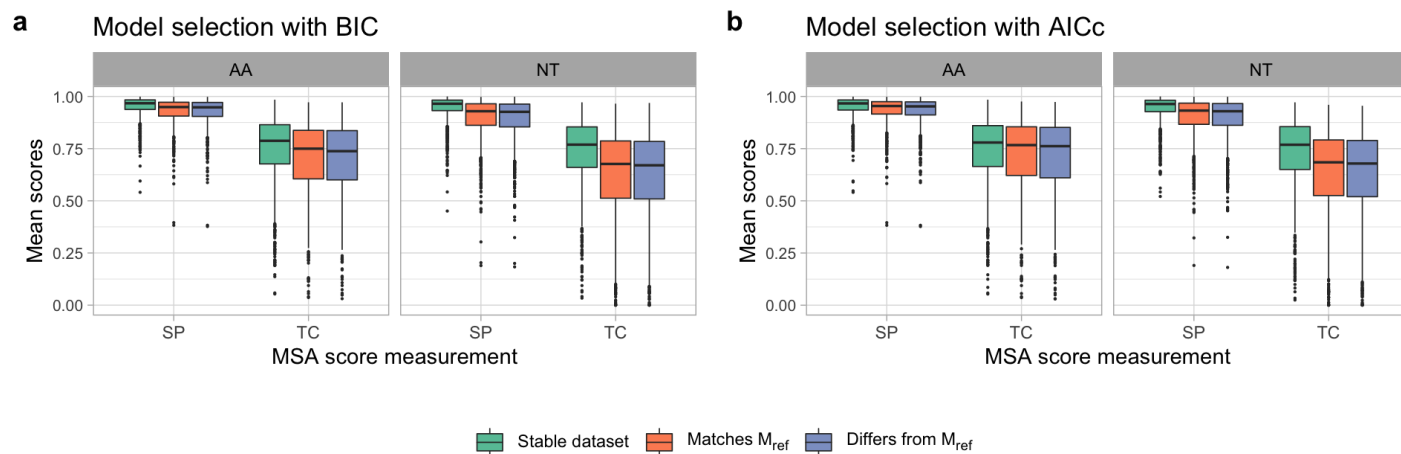 a Model selection with BIC
AA NT
1.00
0.75
0.50
0.25
0.00
Mean scores
SP TC SP TC
MSA score measurement
b Model selection with AICc
AA NT
1.00
0.75
0.50
0.25
0.00
Mean scores
SP TC SP TC
MSA score measurement
Stable dataset Matches Mref Differs from Mref